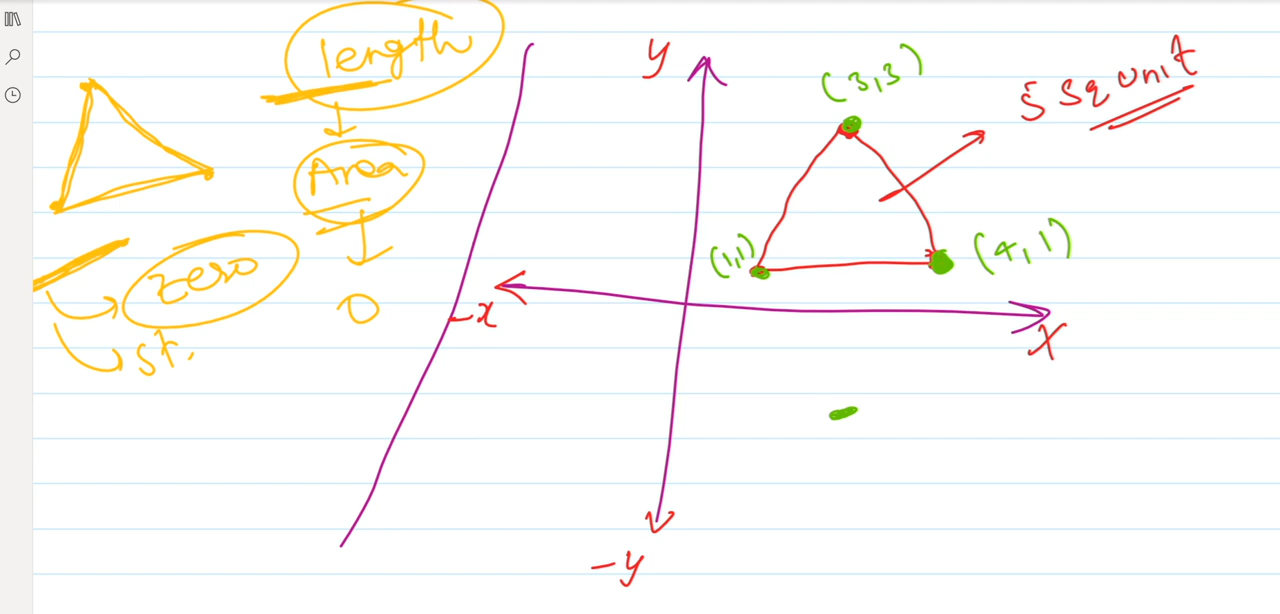 length
Area
0
zero
st.
y
-x
x
-y
(3,3)
(1,1)
(4,1)
5 sq unit